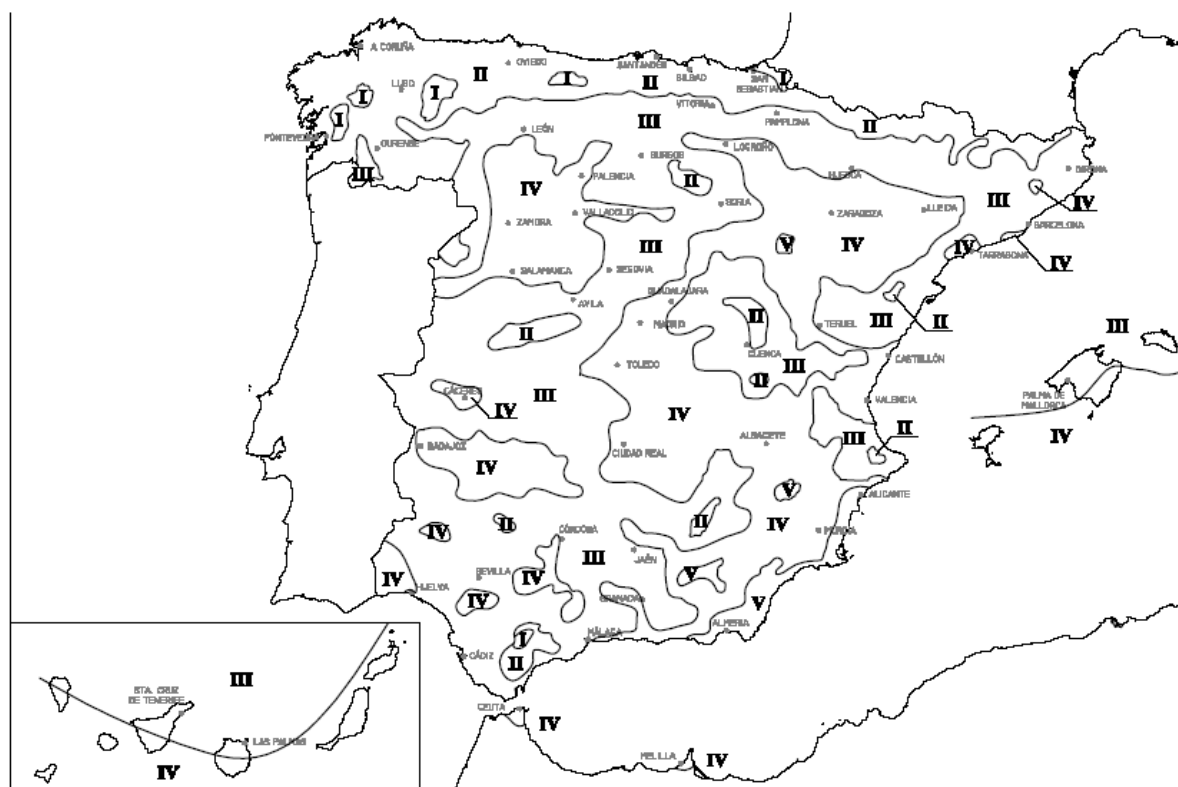 A CORUÑA
OVIEDO
SANTANDER
BILBAO
SAN
SEBASTIAN
I
II
I
II
I
LUGO
I
I
I
VITORIA
PAMPLONA
II
PONTEVEDRA
OURENSE
LEÓN
III
LOGROÑO
BURGOS
HUESCA
GIRONA
III
IV
PALENCIA
II
SORIA
ZARAGOZA
LLEIDA
III
IV
BARCELONA
ZAMORA
VALLADOLID
III
V
IV
IV
TARRAGONA
IV
SALAMANCA
SEGOVIA
AVILA
GUADALAJARA
II
MADRID
TERUEL
III
II
III
II
CUENCA
CASTELLÓN
TOLEDO
II
III
CÁCERES
IV
III
IV
VALENCIA
PALMA DE
MALLORCA
IV
BADAJOZ
IV
CIUDAD REAL
ALBACETE
III
II
V
ALICANTE
IV
II
CÓRDOBA
II
IV
MURCIA
III
JAÉN
IV
HUELVA
SEVILLA
IV
V
IV
GRANADA
V
ALMERIA
I
MÁLAGA
CÁDIZ
II
III
STA. CRUZ
DE TENERIFE
CEUTA
IV
LAS PALMAS
IV
MELILLA
IV